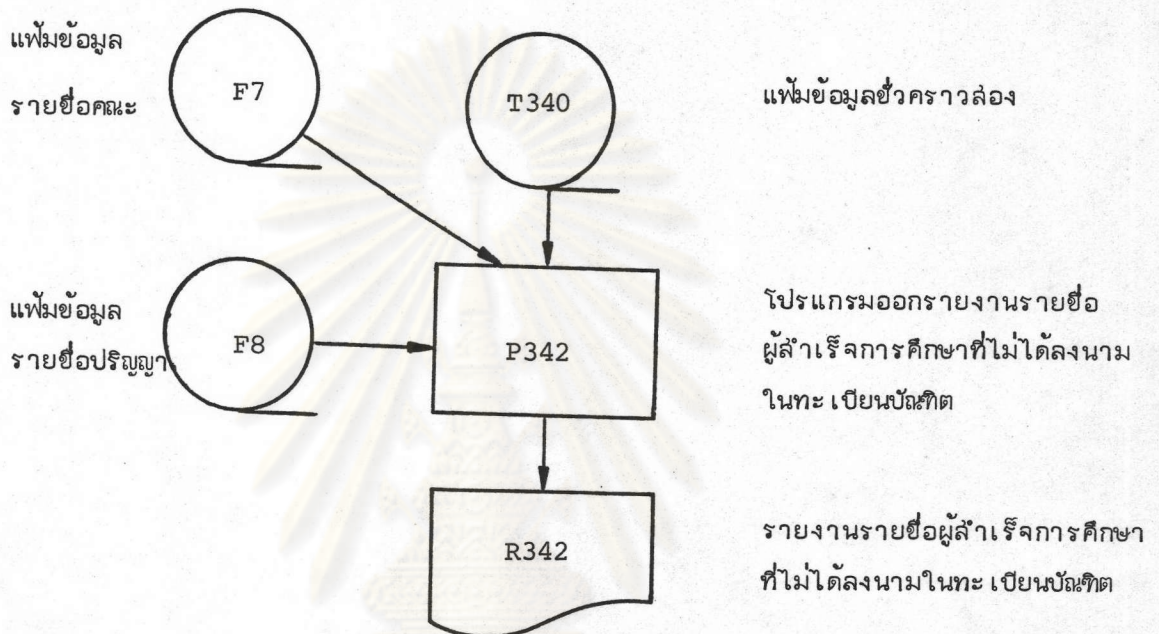 แฟ้มข้อมูล
รายชื่อคณะ
F7
T340
แฟ้มข้อมูลชั่วคราวสอง
แฟ้มข้อมูล
รายชื่อปริญญา
F8
P342
โปรแกรมออกรายงานรายชื่อ
ผู้สำเร็จการศึกษาที่ไม่ได้ลงนาม
ในทะเบียนบัณฑิต
R342
รายงานรายชื่อผู้สำเร็จการศึกษา
ที่ไม่ได้ลงนามในทะเบียนบัณฑิต